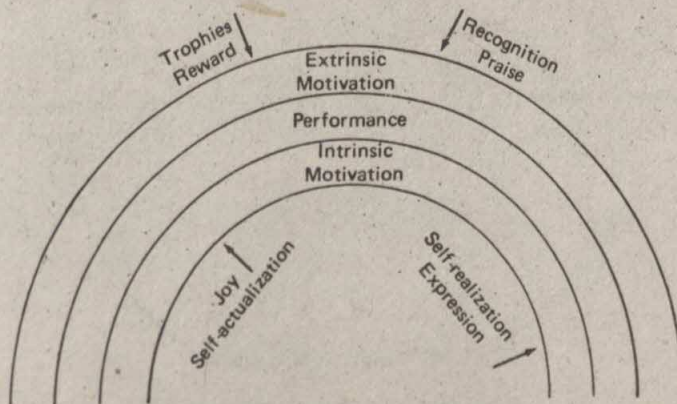 Trophies
Reward
Recognition
Praise
Extrinsic
Motivation
Performance
Intrinsic
Motivation
Joy
Self-actualization
Self-realization
Expression